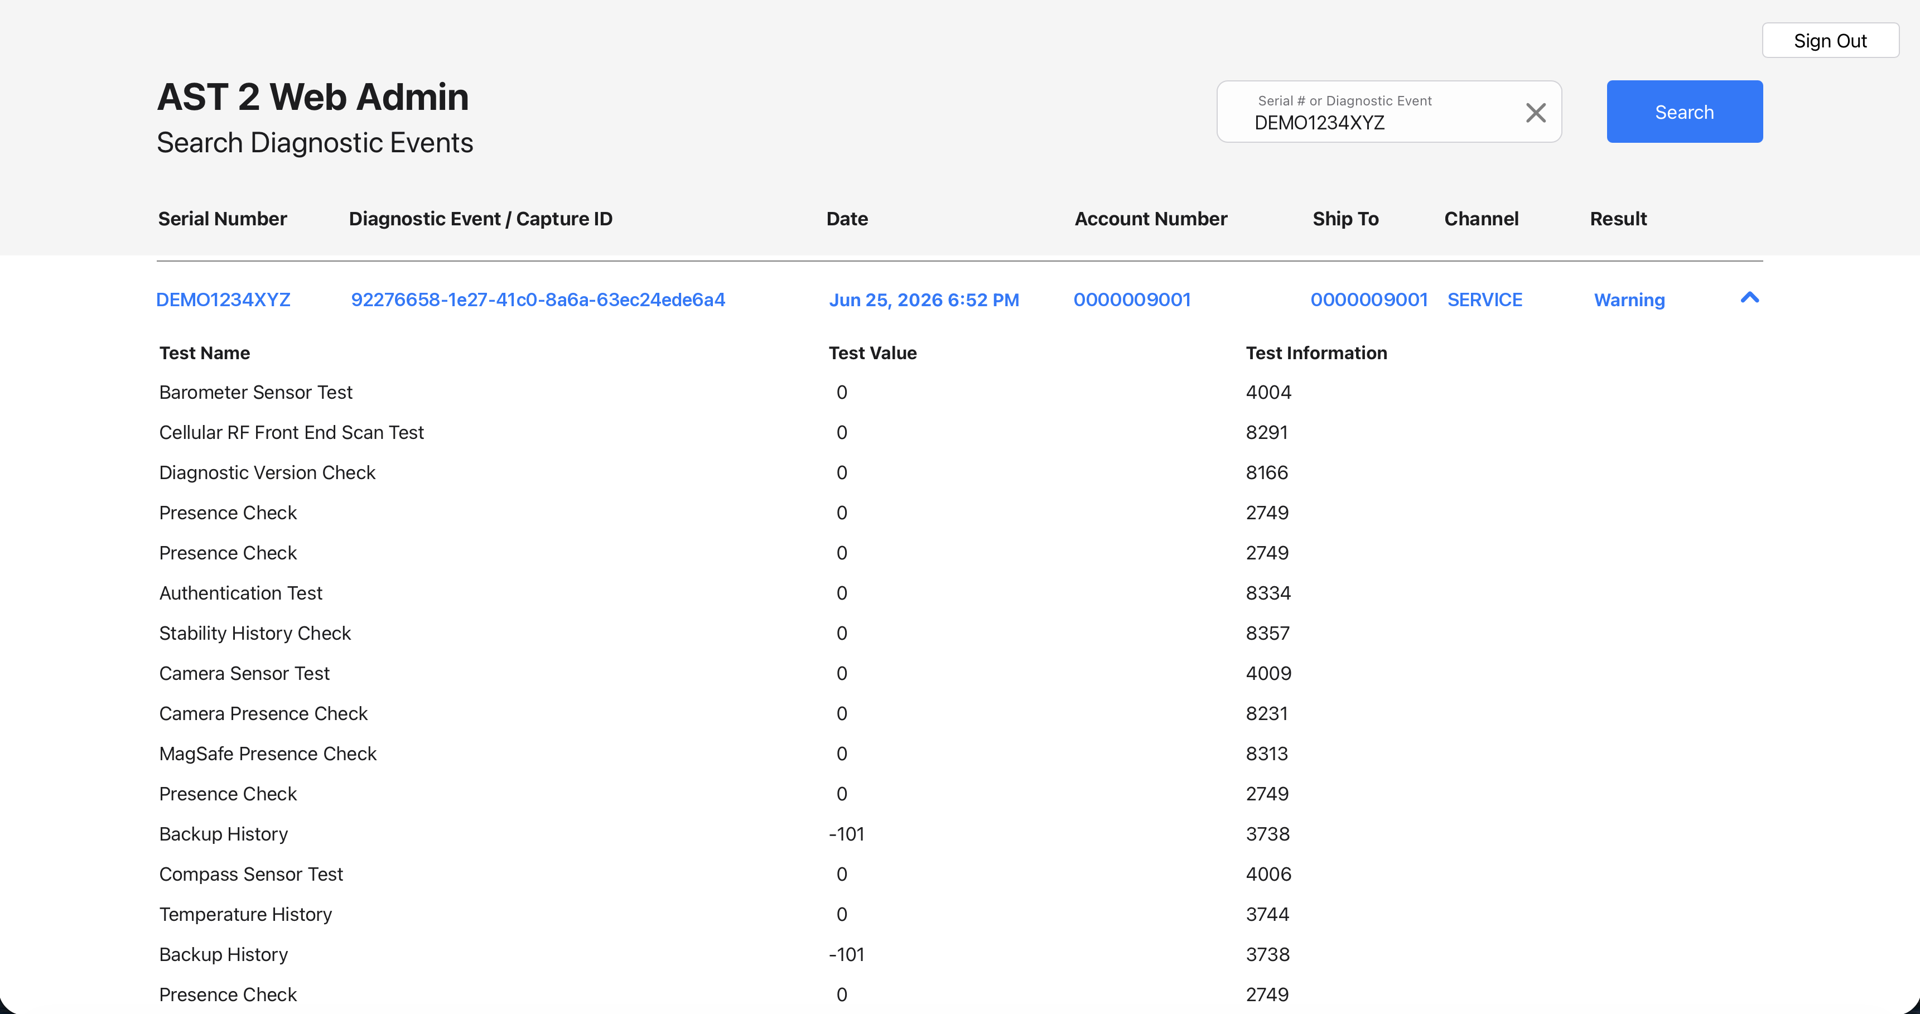 Sign Out
AST 2 Web Admin
Search Diagnostic Events
Serial # or Diagnostic Event
DEMO1234XYZ
Search
Serial Number Diagnostic Event / Capture ID Date Account Number Ship To Channel Result
DEMO1234XYZ 92276658-1e27-41c0-8a6a-63ec24ede6a4 Jun 25, 2026 6:52 PM 0000009001 0000009001 SERVICE Warning
Test Name Test Value Test Information
Barometer Sensor Test 0 4004
Cellular RF Front End Scan Test 0 8291
Diagnostic Version Check 0 8166
Presence Check 0 2749
Presence Check 0 2749
Authentication Test 0 8334
Stability History Check 0 8357
Camera Sensor Test 0 4009
Camera Presence Check 0 8231
MagSafe Presence Check 0 8313
Presence Check 0 2749
Backup History -101 3738
Compass Sensor Test 0 4006
Temperature History 0 3744
Backup History -101 3738
Presence Check 0 2749